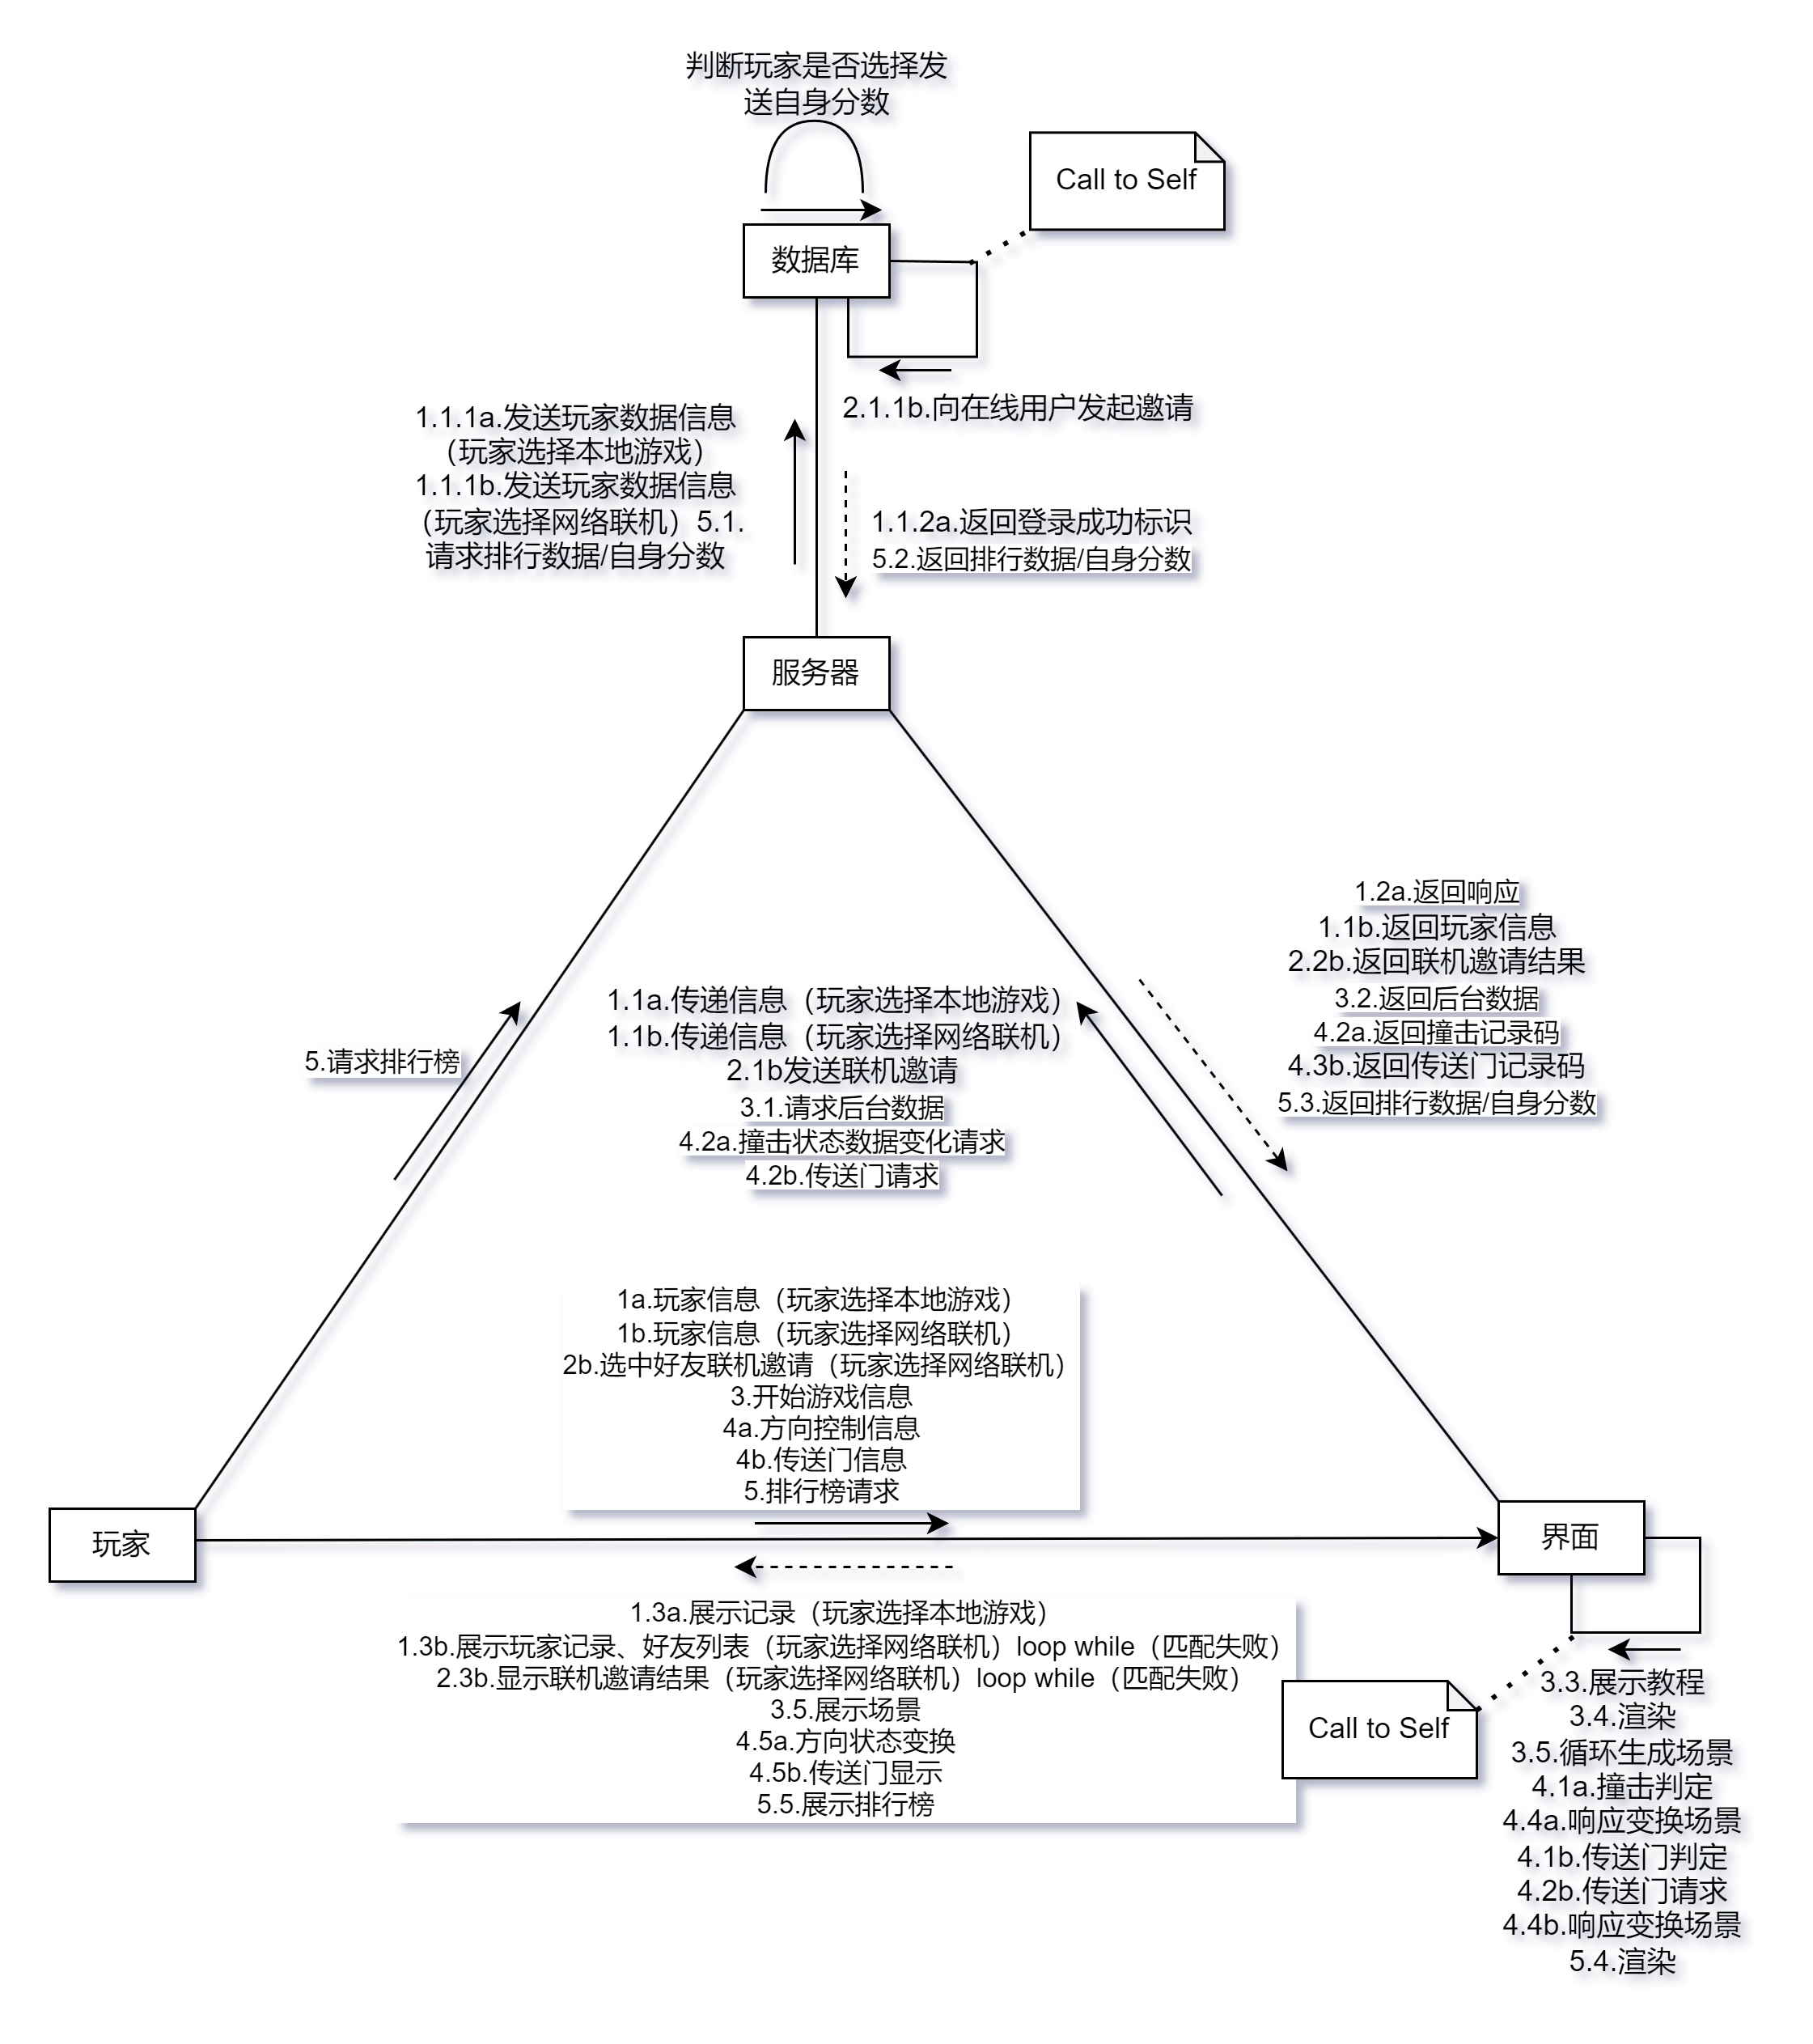 判断玩家是否选择发
送自身分数
Call to Self
数据库
2.1.1b.向在线用户发起邀请
1.1.1a.发送玩家数据信息
（玩家选择本地游戏）
1.1.1b.发送玩家数据信息
（玩家选择网络联机）5.1.
请求排行数据/自身分数
1.1.2a.返回登录成功标识
5.2.返回排行数据/自身分数
服务器
1.2a.返回响应
1.1b.返回玩家信息
2.2b.返回联机邀请结果
3.2.返回后台数据
4.2a.返回撞击记录码
4.3b.返回传送门记录码
5.3.返回排行数据/自身分数
1.1a.传递信息（玩家选择本地游戏）
1.1b.传递信息（玩家选择网络联机）
2.1b发送联机邀请
3.1.请求后台数据
4.2a.撞击状态数据变化请求
4.2b.传送门请求
5.请求排行榜
1a.玩家信息（玩家选择本地游戏）
1b.玩家信息（玩家选择网络联机）
2b.选中好友联机邀请（玩家选择网络联机）
3.开始游戏信息
4a.方向控制信息
4b.传送门信息
5.排行榜请求
玩家
界面
1.3a.展示记录（玩家选择本地游戏）
1.3b.展示玩家记录、好友列表（玩家选择网络联机）loop while（匹配失败）
2.3b.显示联机邀请结果（玩家选择网络联机）loop while（匹配失败）
3.5.展示场景
4.5a.方向状态变换
4.5b.传送门显示
5.5.展示排行榜
Call to Self
3.3.展示教程
3.4.渲染
3.5.循环生成场景
4.1a.撞击判定
4.4a.响应变换场景
4.1b.传送门判定
4.2b.传送门请求
4.4b.响应变换场景
5.4.渲染